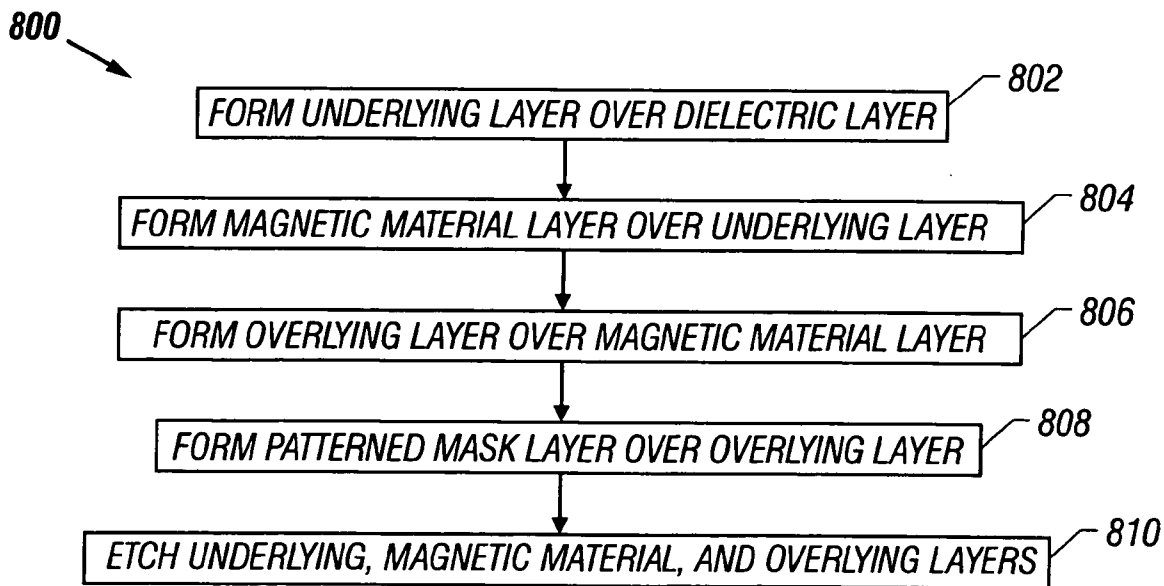 800
802
FORM UNDERLYING LAYER OVER DIELECTRIC LAYER
804
FORM MAGNETIC MATERIAL LAYER OVER UNDERLYING LAYER
806
FORM OVERLYING LAYER OVER MAGNETIC MATERIAL LAYER
808
FORM PATTERNED MASK LAYER OVER OVERLYING LAYER
810
ETCH UNDERLYING, MAGNETIC MATERIAL, AND OVERLYING LAYERS